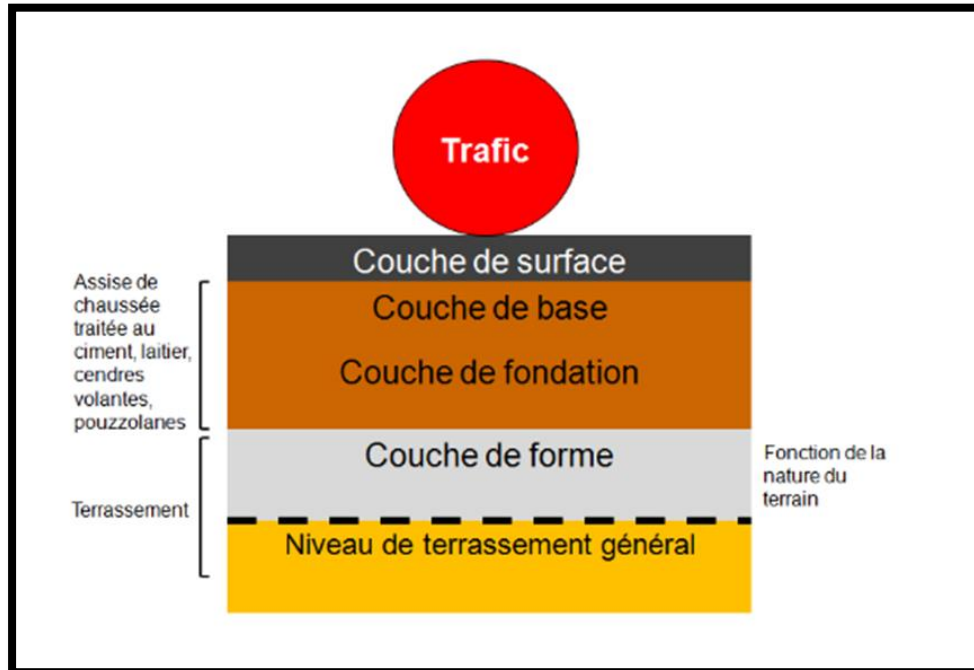 Trafic
Couche de surface
Assise de
chaussée
traitée au
ciment, laitier,
cendres
volantes,
pouzzolanes
Couche de base
Couche de fondation
Couche de forme
Fonction de la
nature du
terrain
Terrassement
Niveau de terrassement général